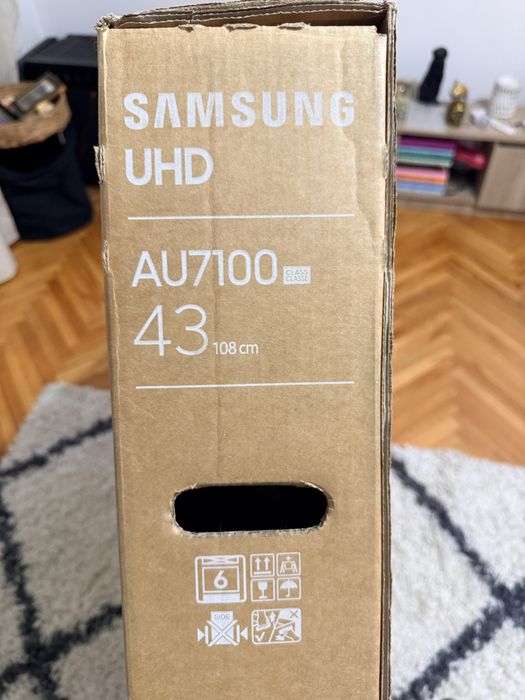 SAMSUNG
UHD
AU7100 CLASS
CLASSE
43 108 cm
6
SIDE